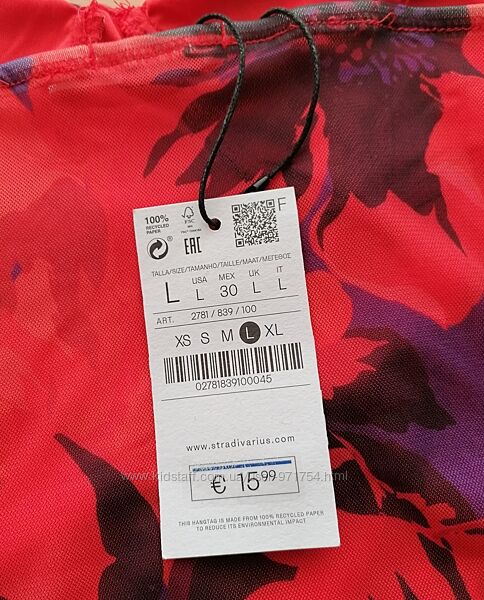 100%
RECYCLED
PAPER
FSC
F
EAC
TALLA/SIZE/TAMANHO/TAILLE/MAAT/ΜΕΓΕΘΟΣ
USA MEX UK IT
L L 30 L L
ART. 2781 / 839 / 100
XS S M L XL
02781839100045
www.stradivarius.com
€ 15.99
THIS HANGTAG IS MADE FROM 100% RECYCLED PAPER
TO REDUCE ITS ENVIRONMENTAL IMPACT